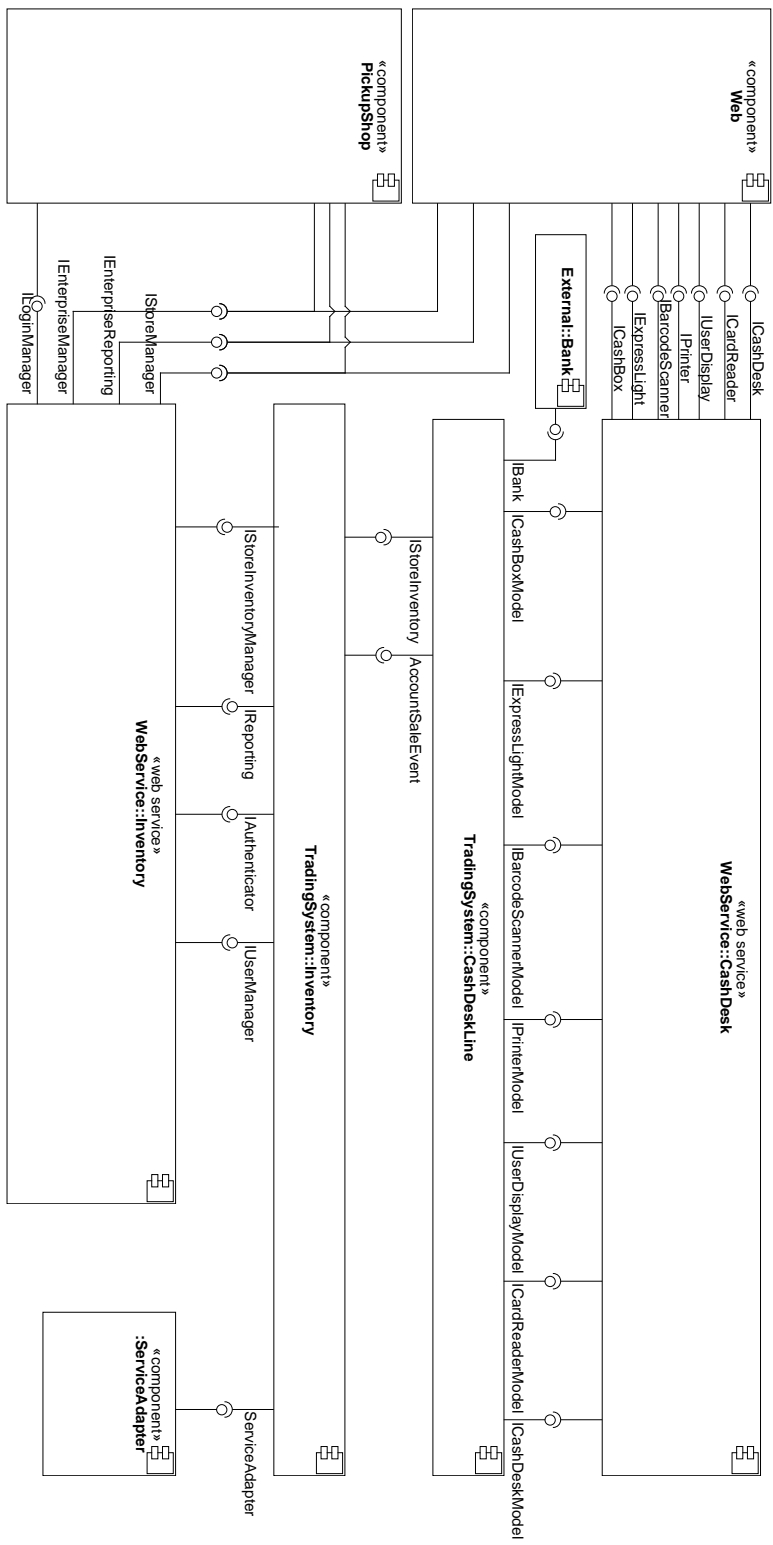 «component»
Web
«component»
PickupShop
ICashDesk
ICardReader
IUserDisplay
IPrinter
IBarcodeScanner
IExpressLight
ICashBox
External::Bank
IStoreManager
IEnterpriseReporting
IEnterpriseManager
ILoginManager
«web service»
WebService::CashDesk
IBank
ICashBoxModel
IExpressLightModel
IBarcodeScannerModel
IPrinterModel
IUserDisplayModel
ICardReaderModel
ICashDeskModel
«component»
TradingSystem::CashDeskLine
IStoreInventory
AccountSaleEvent
«component»
TradingSystem::Inventory
IStoreInventoryManager
IReporting
IAuthenticator
IUserManager
ServiceAdapter
«web service»
WebService::Inventory
«component»
:ServiceAdapter